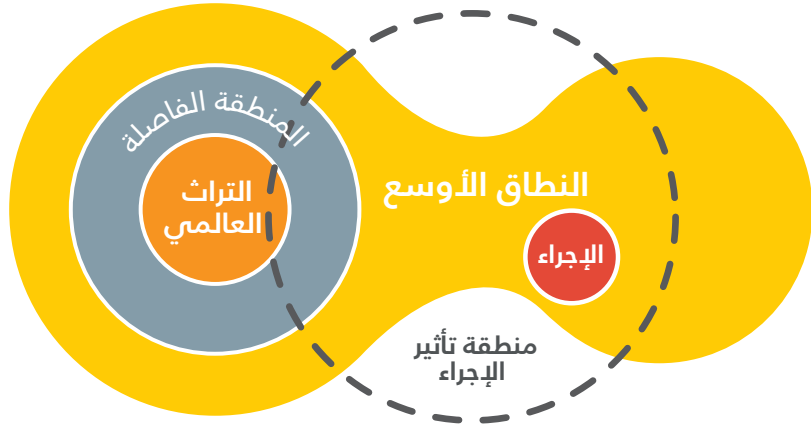 المنطقة الفاصلة
التراث
العالمي
النطاق الأوسع
الإجراء
منطقة تأثير
الإجراء